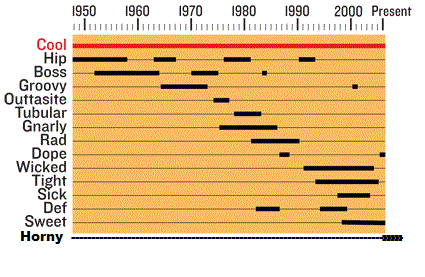 1950 1960 1970 1980 1990 2000 Present
Cool
Hip
Boss
Groovy
Outtasite
Tubular
Gnarly
Rad
Dope
Wicked
Tight
Sick
Def
Sweet
Horny